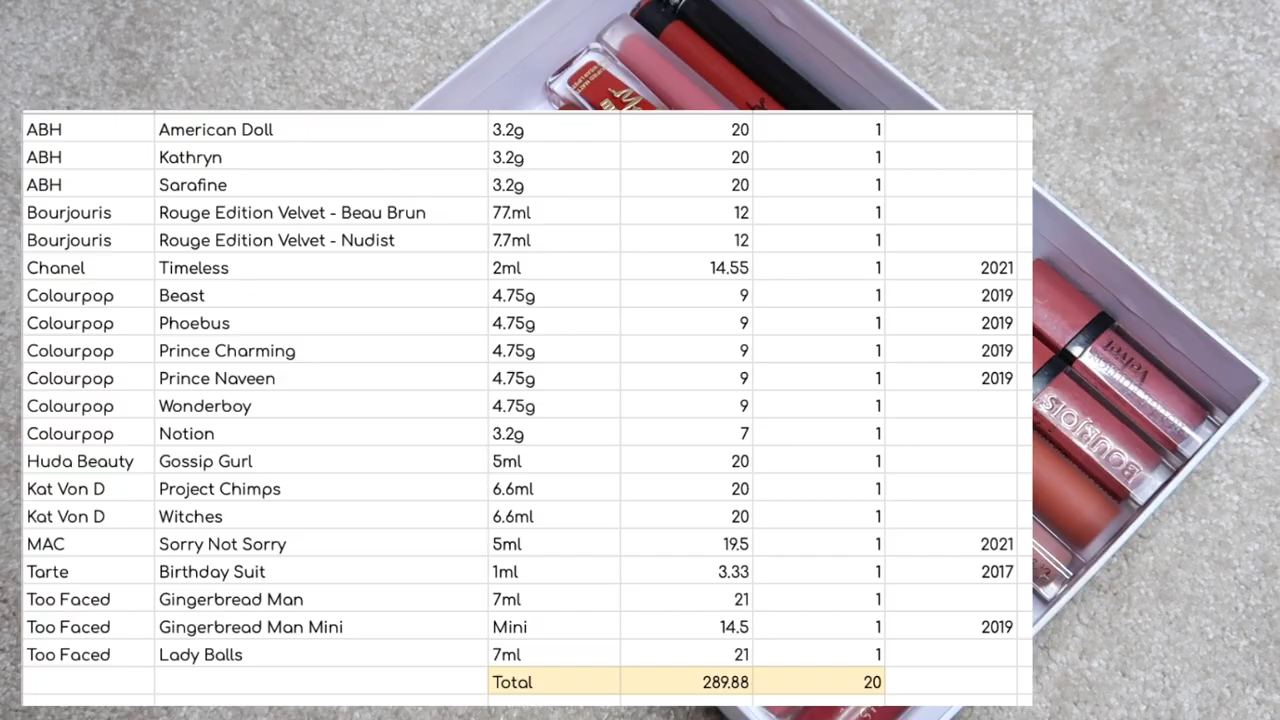 ABH American Doll 3.2g 20 1
ABH Kathryn 3.2g 20 1
ABH Sarafine 3.2g 20 1
Bourjouris Rouge Edition Velvet - Beau Brun 77.ml 12 1
Bourjouris Rouge Edition Velvet - Nudist 7.7ml 12 1
Chanel Timeless 2ml 14.55 1 2021
Colourpop Beast 4.75g 9 1 2019
Colourpop Phoebus 4.75g 9 1 2019
Colourpop Prince Charming 4.75g 9 1 2019
Colourpop Prince Naveen 4.75g 9 1 2019
Colourpop Wonderboy 4.75g 9 1
Colourpop Notion 3.2g 7 1
Huda Beauty Gossip Gurl 5ml 20 1
Kat Von D Project Chimps 6.6ml 20 1
Kat Von D Witches 6.6ml 20 1
MAC Sorry Not Sorry 5ml 19.5 1 2021
Tarte Birthday Suit 1ml 3.33 1 2017
Too Faced Gingerbread Man 7ml 21 1
Too Faced Gingerbread Man Mini Mini 14.5 1 2019
Too Faced Lady Balls 7ml 21 1
Total 289.88 20
Velvet
BOURJOIS